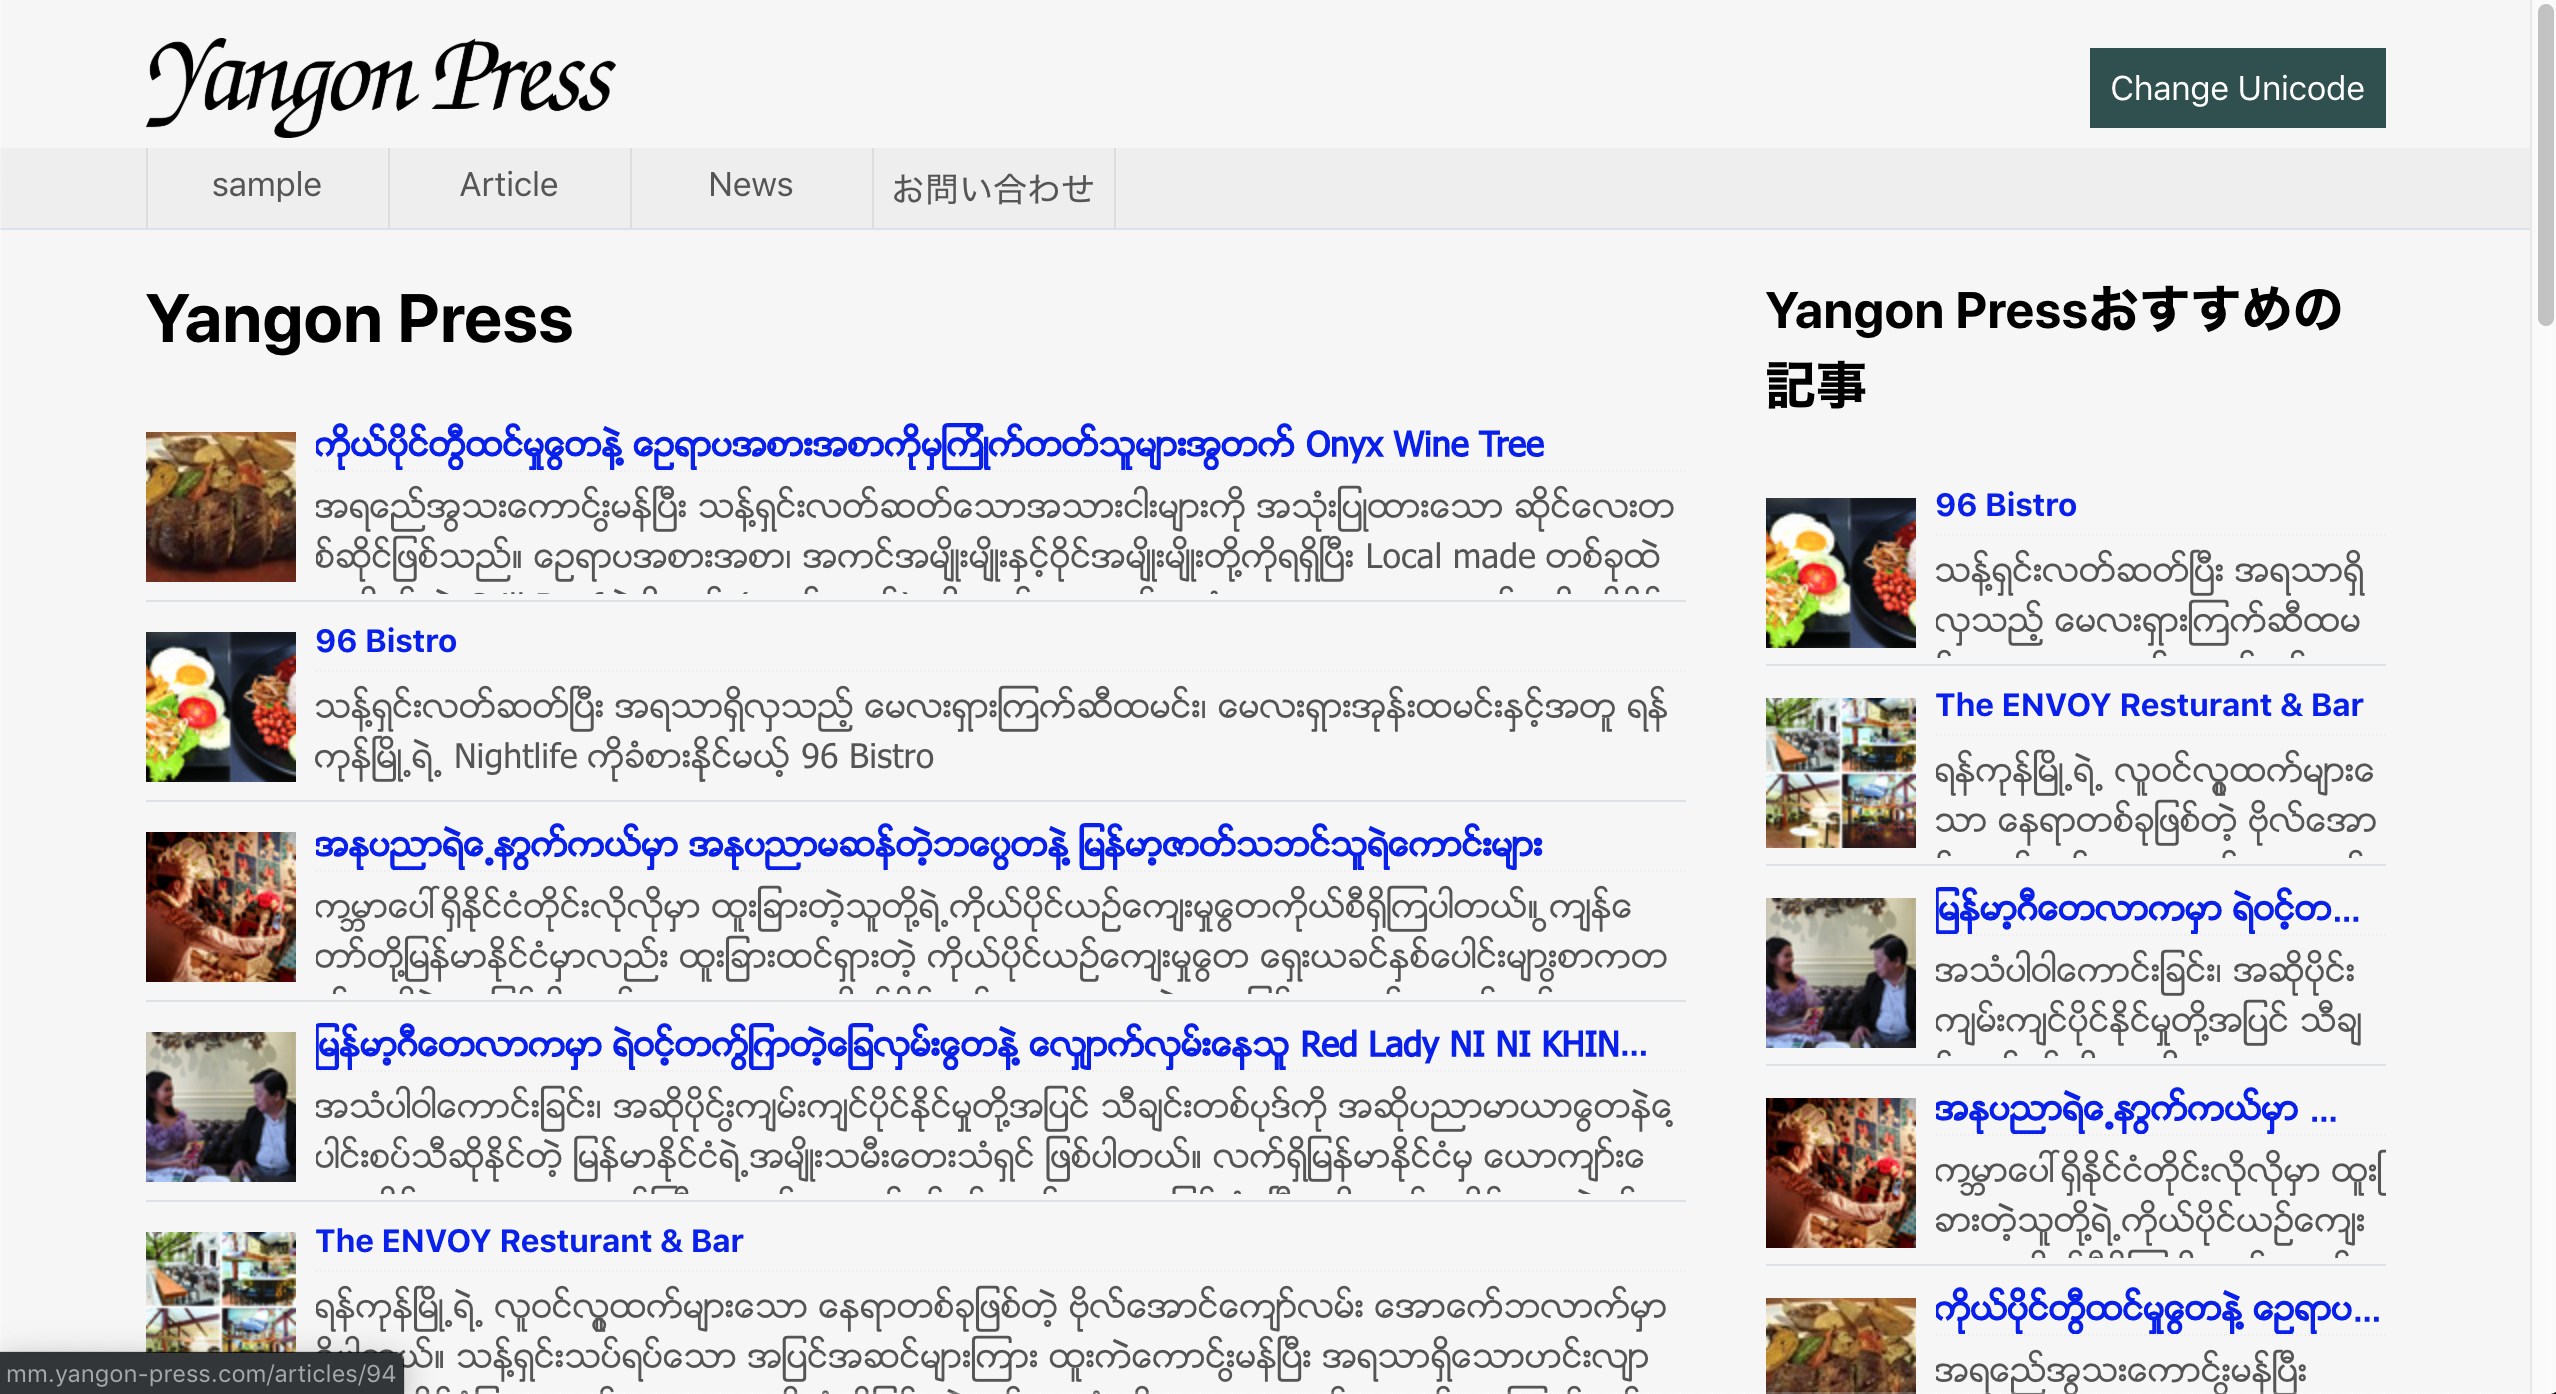 Yangon Press
Change Unicode
sample
Article
News
お問い合わせ
Yangon Press
ကိုယ်ပိုင်တွီထင်မှုတွေနဲ့ ဥရောပအစားအစာကိုမှကြိုက်တတ်သူများအတွက် Onyx Wine Tree
အရည်အသွေးကောင်းမွန်ပြီး သန့်ရှင်းလတ်ဆတ်သောအသားငါးများကို အသုံးပြုထားသော ဆိုင်လေးတ
စ်ဆိုင်ဖြစ်သည်။ ဥရောပအစားအစာ၊ အကင်အမျိုးမျိုးနှင့်ဝိုင်အမျိုးမျိုးတို့ကိုရရှိပြီး Local made တစ်ခုထဲ
96 Bistro
သန့်ရှင်းလတ်ဆတ်ပြီး အရသာရှိလှသည့် မလေးရှားကြက်ဆီထမင်း၊ မလေးရှားအုန်းထမင်းနှင့်အတူ ရန်
ကုန်မြို့ရဲ့ Nightlife ကိုခံစားနိုင်မယ့် 96 Bistro
အနုပညာရဲ့နောက်ကွယ်မှာ အနုပညာမဆန်တဲ့ဘဝတွေနဲ့ မြန်မာ့ဇာတ်သဘင်သူရဲကောင်းများ
ကမ္ဘာပေါ်ရှိနိုင်ငံတိုင်းလိုလိုမှာ ထူးခြားတဲ့သူတို့ရဲ့ကိုယ်ပိုင်ယဉ်ကျေးမှုတွေကိုယ်စီရှိကြပါတယ်။ ကျွန်
တော်တို့မြန်မာနိုင်ငံမှာလည်း ထူးခြားထင်ရှားတဲ့ ကိုယ်ပိုင်ယဉ်ကျေးမှုတွေ ရှေးယခင်နှစ်ပေါင်းများစွာကတ
မြန်မာ့ဂီတလောကမှာ ရဲဝင့်တက်ကြွတဲ့ခြေလှမ်းတွေနဲ့ လျှောက်လှမ်းနေသူ Red Lady NI NI KHIN...
အသံပါဝါကောင်းခြင်း၊ အဆိုပိုင်းကျွမ်းကျင်ပိုင်နိုင်မှုတို့အပြင် သီချင်းတစ်ပုဒ်ကို အဆိုပညာမာယာတွေနဲ့
ပေါင်းစပ်သီဆိုနိုင်တဲ့ မြန်မာနိုင်ငံရဲ့အမျိုးသမီးတေးသံရှင် ဖြစ်ပါတယ်။ လက်ရှိမြန်မာနိုင်ငံမှ ယောကျာ်း
The ENVOY Resturant & Bar
ရန်ကုန်မြို့ရဲ့ လူဝင်လူထွက်များသော နေရာတစ်ခုဖြစ်တဲ့ ဗိုလ်အောင်ကျော်လမ်း အောက်ဘလောက်မှာ
သန့်ရှင်းသပ်ရပ်သော အပြင်အဆင်များကြား ထူးကဲကောင်းမွန်ပြီး အရသာရှိသောဟင်းလျာ
mm.yangon-press.com/articles/94
Yangon Pressおすすめの
記事
96 Bistro
သန့်ရှင်းလတ်ဆတ်ပြီး အရသာရှိ
လှသည့် မလေးရှားကြက်ဆီထမ
The ENVOY Resturant & Bar
ရန်ကုန်မြို့ရဲ့ လူဝင်လူထွက်များ
သော နေရာတစ်ခုဖြစ်တဲ့ ဗိုလ်အော
မြန်မာ့ဂီတလောကမှာ ရဲဝင့်တ...
အသံပါဝါကောင်းခြင်း၊ အဆိုပိုင်း
ကျမ်းကျင်ပိုင်နိုင်မှုတို့အပြင် သီချ
အနုပညာရဲ့နောက်ကွယ်မှာ ...
ကမ္ဘာပေါ်ရှိနိုင်ငံတိုင်းလိုလိုမှာ ထူး
ခြားတဲ့သူတို့ရဲ့ကိုယ်ပိုင်ယဉ်ကျေး
ကိုယ်ပိုင်တွီထင်မှုတွေနဲ့ ဥရောပ...
အရည်အသွေးကောင်းမွန်ပြီး